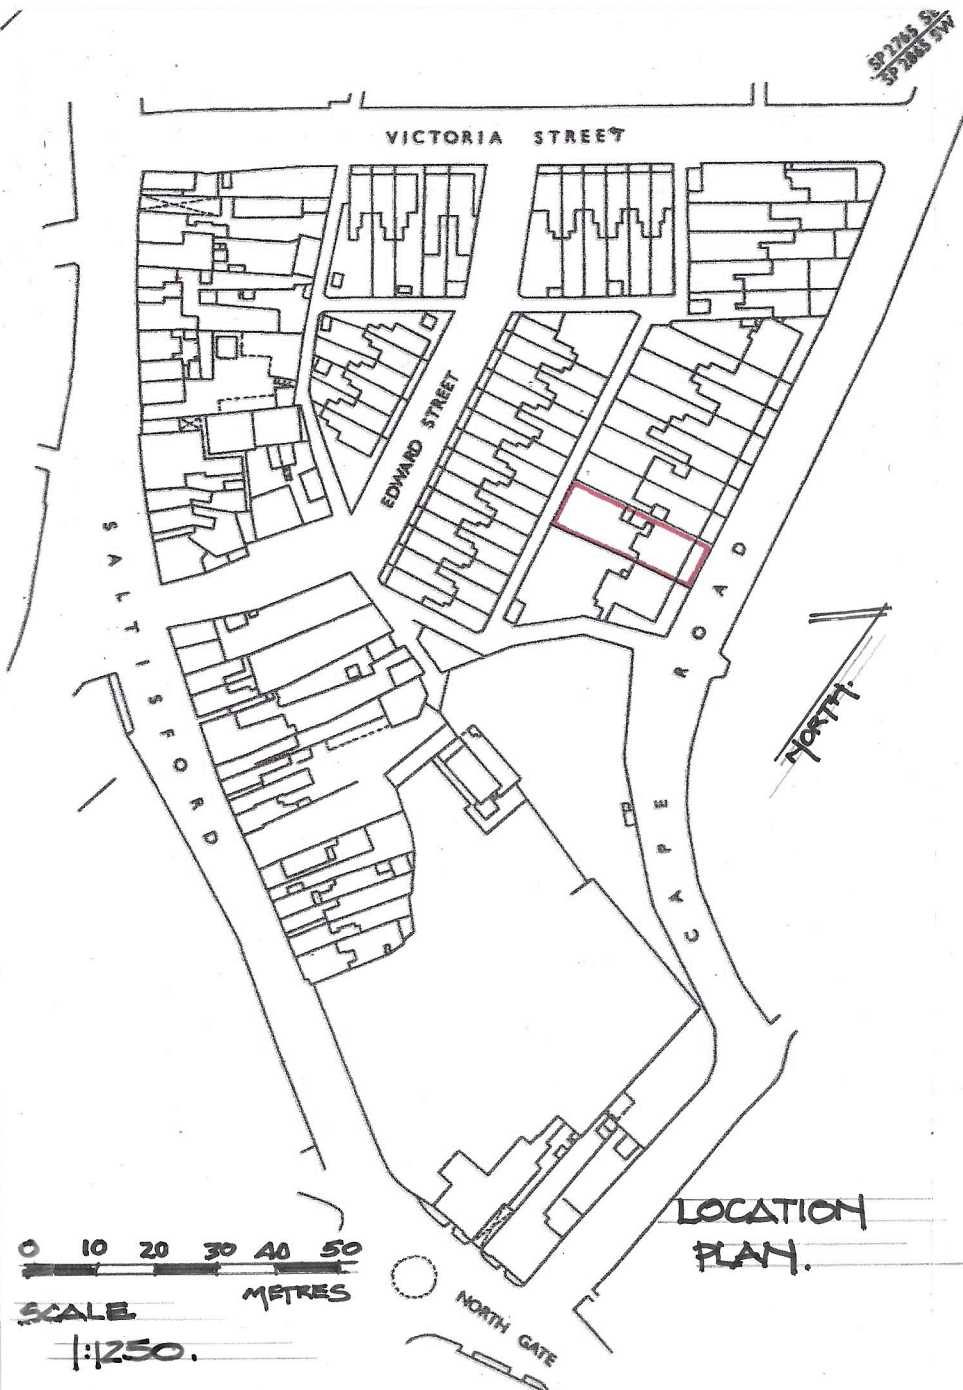 SP 2765 SE
SP 2865 SW
VICTORIA STREET
EDWARD STREET
SALTISFORD
CAPE ROAD
NORTH.
LOCATION
PLAN.
0 10 20 30 40 50
METRES
SCALE
1:1250.
NORTH GATE